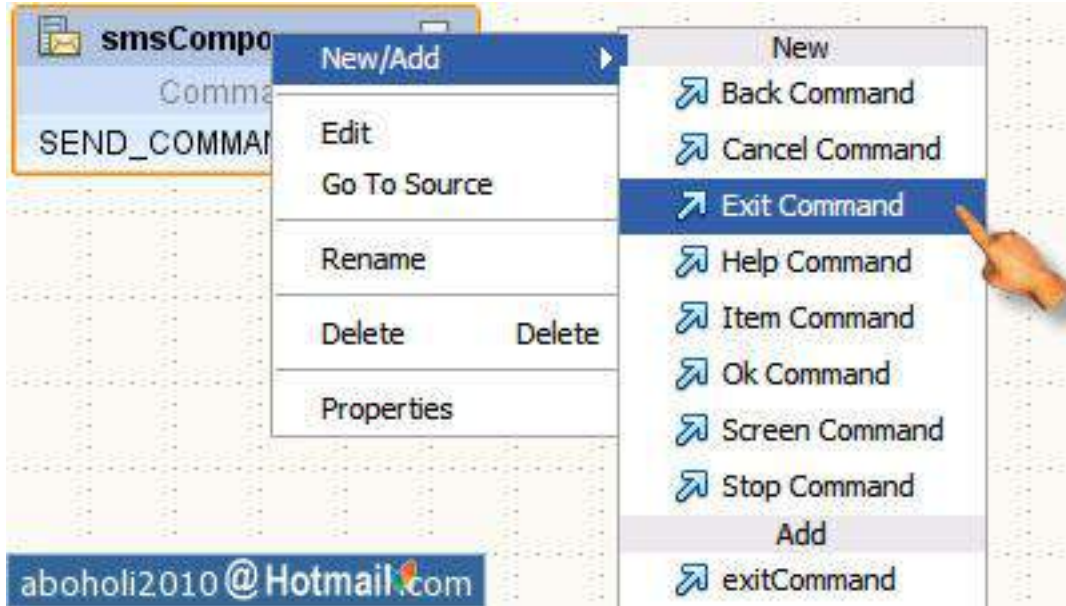 smsCompo
Comma
SEND_COMMAN
New/Add
Edit
Go To Source
Rename
Delete Delete
Properties
New
Back Command
Cancel Command
Exit Command
Help Command
Item Command
Ok Command
Screen Command
Stop Command
Add
exitCommand
aboholi2010@Hotmail.com